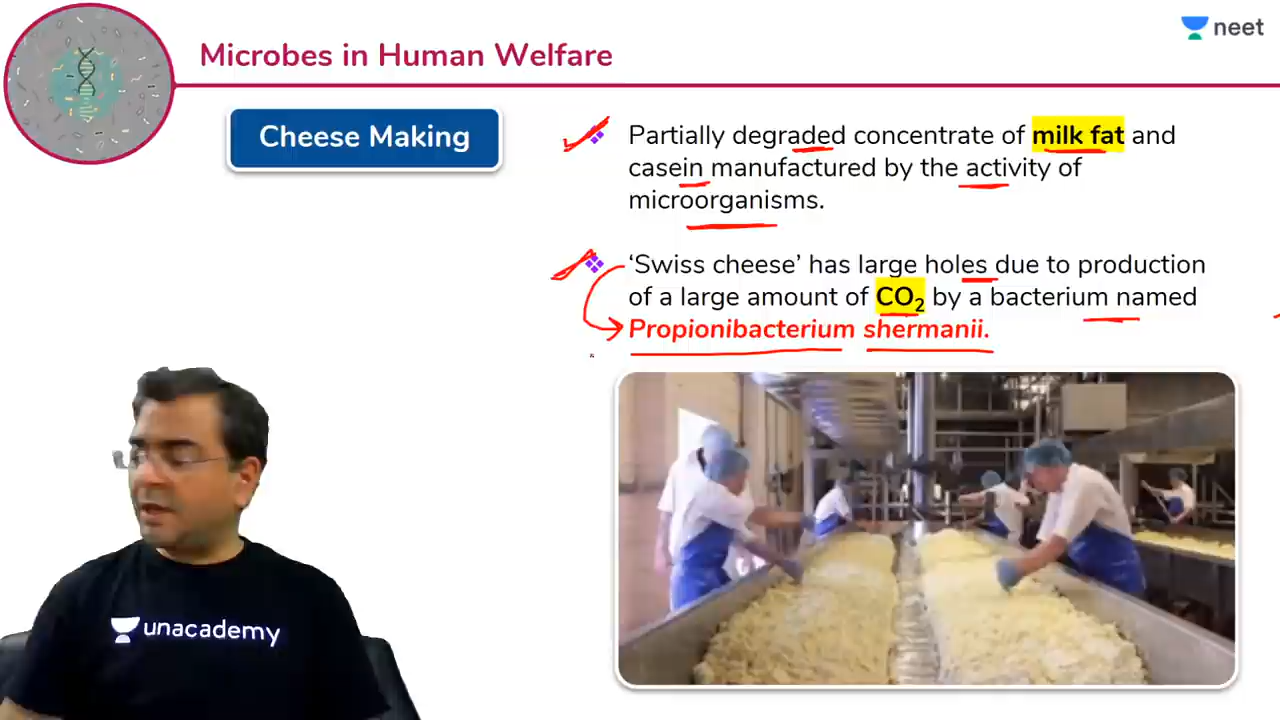 neet
Microbes in Human Welfare
Cheese Making
Partially degraded concentrate of milk fat and
casein manufactured by the activity of
microorganisms.
‘Swiss cheese’ has large holes due to production
of a large amount of CO₂ by a bacterium named
Propionibacterium shermanii.
unacademy